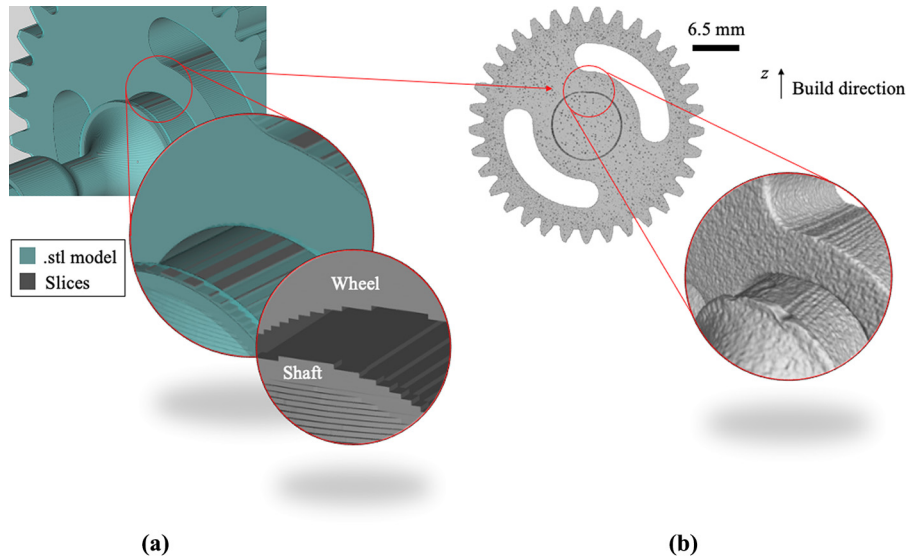 6.5 mm
z
Build direction
.stl model
Slices
Wheel
Shaft
(a)
(b)